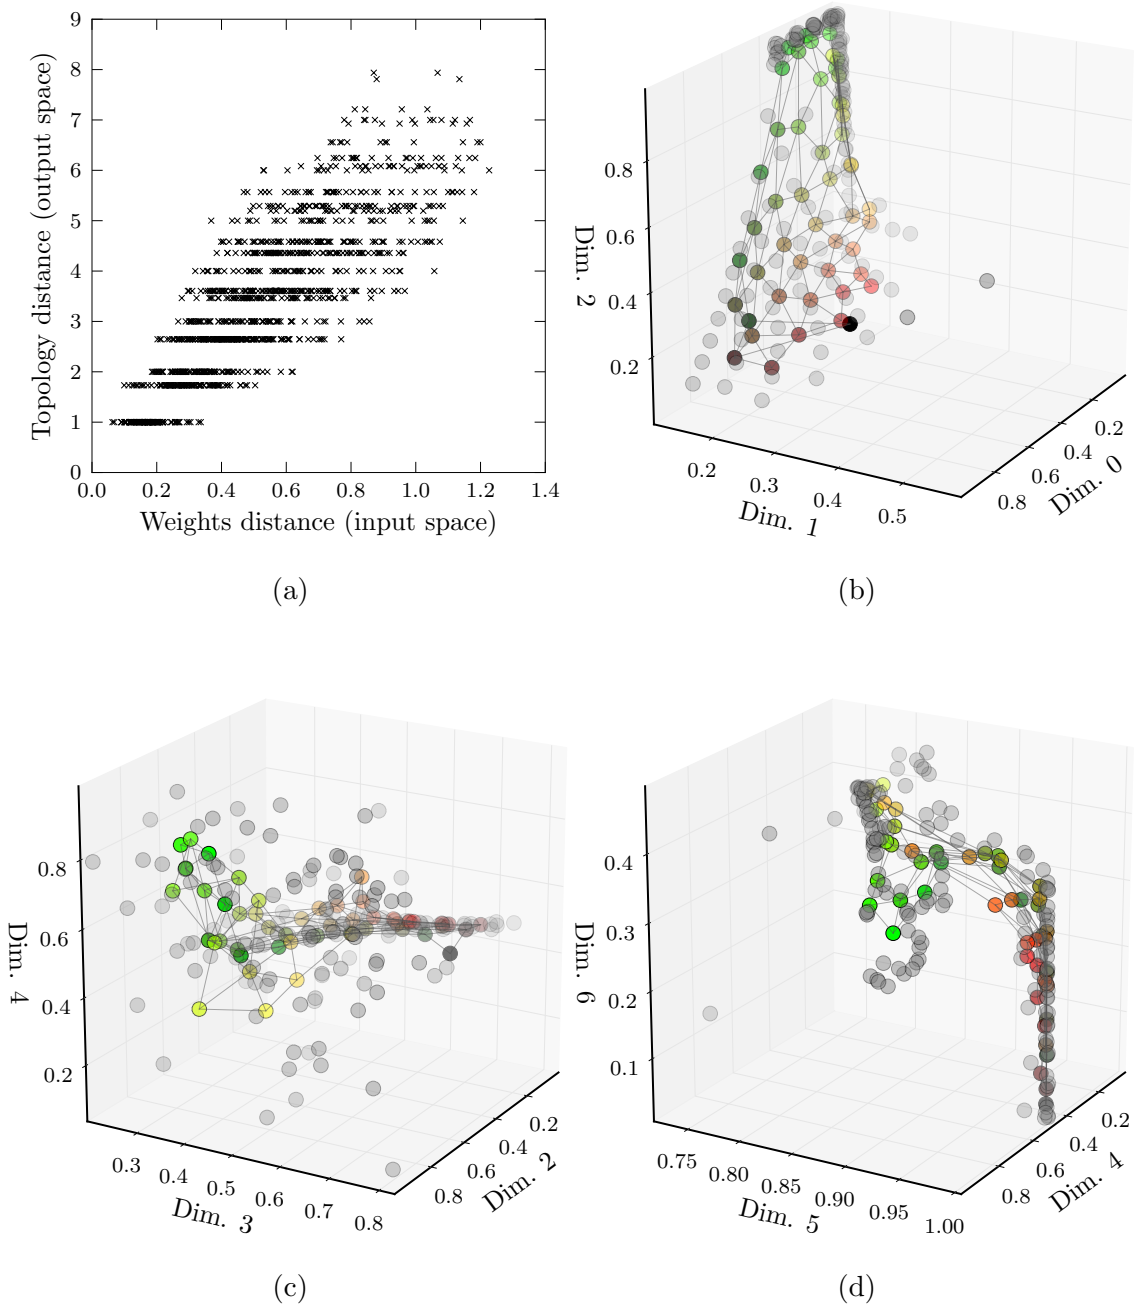 9
8
7
6
5
4
3
2
1
0
Topology distance (output space)
0.0 0.2 0.4 0.6 0.8 1.0 1.2 1.4
Weights distance (input space)
(a)
0.8
0.6
0.4
0.2
Dim. 2
0.2 0.3 0.4 0.5
Dim. 1
0.2
0.4
0.6
0.8
Dim. 0
(b)
0.8
0.6
0.4
0.2
Dim. 4
0.3 0.4 0.5 0.6 0.7 0.8
Dim. 3
0.2
0.4
0.6
0.8
Dim. 2
(c)
0.4
0.3
0.2
0.1
Dim. 6
0.75 0.80 0.85 0.90 0.95 1.00
Dim. 5
0.2
0.4
0.6
0.8
Dim. 4
(d)